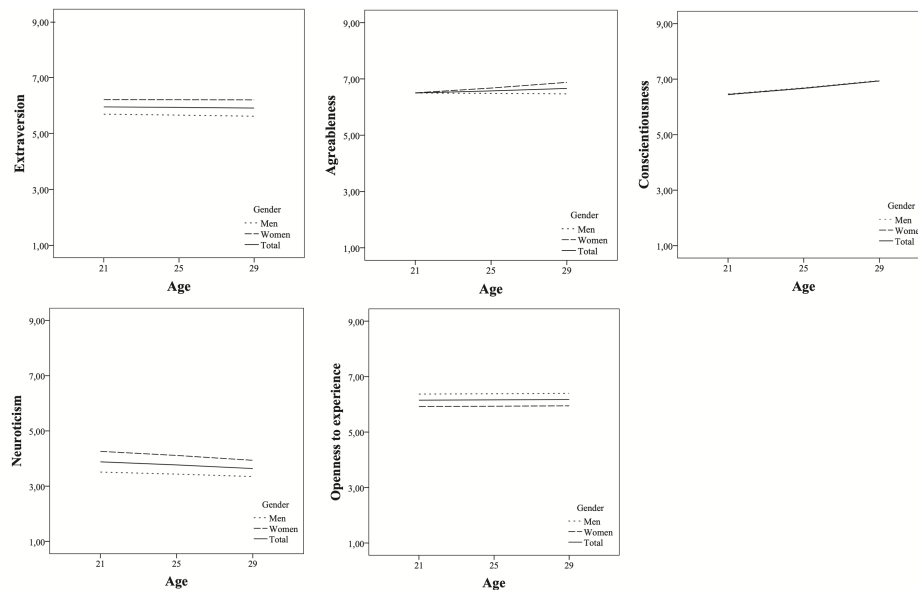 9,00
7,00
5,00
3,00
1,00
Extraversion
Gender
Men
Women
Total
21 25 29
Age
9,00
7,00
5,00
3,00
1,00
Agreableness
Gender
Men
Women
Total
21 25 29
Age
9,00
7,00
5,00
3,00
1,00
Conscientiousness
Gender
Men
Women
Total
21 25 29
Age
9,00
7,00
5,00
3,00
1,00
Neuroticism
Gender
Men
Women
Total
21 25 29
Age
9,00
7,00
5,00
3,00
1,00
Openness to experience
Gender
Men
Women
Total
21 25 29
Age